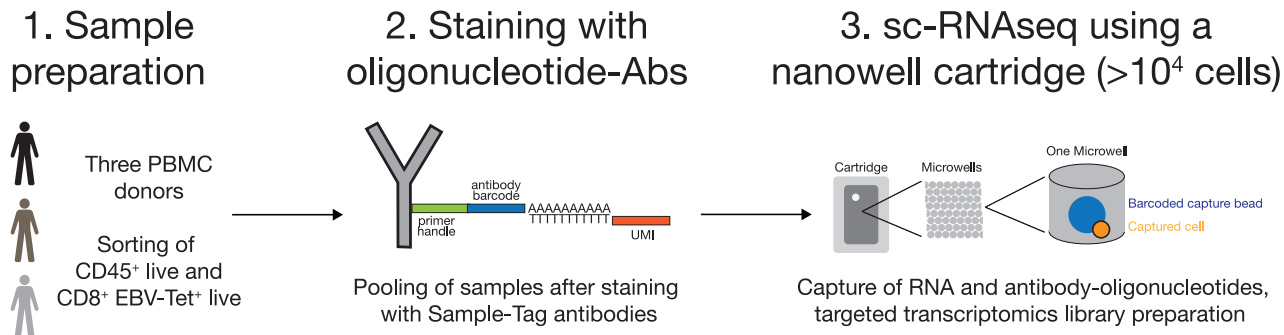 1. Sample
preparation
Three PBMC
donors
Sorting of
CD45⁺ live and
CD8⁺ EBV-Tet⁺ live
2. Staining with
oligonucleotide-Abs
antibody
barcode
AAAAAAAAAA
TTTTTTTTTT
primer
handle
UMI
Pooling of samples after staining
with Sample-Tag antibodies
3. sc-RNAseq using a
nanowell cartridge (>10⁴ cells)
Cartridge
Microwells
One Microwell
Barcoded capture bead
Captured cell
Capture of RNA and antibody-oligonucleotides,
targeted transcriptomics library preparation